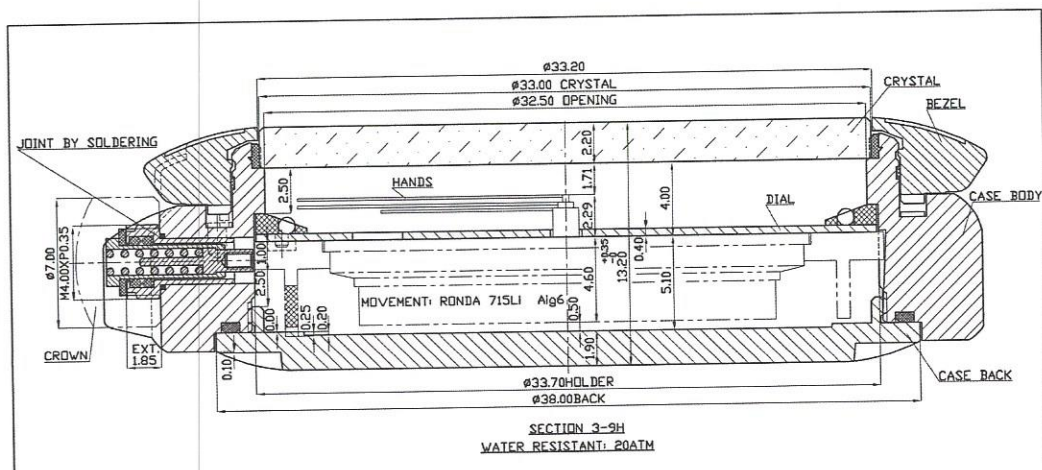 ø33.20
ø33.00 CRYSTAL
ø32.50 OPENING
CRYSTAL
BEZEL
JOINT BY SOLDERING
2.20
HANDS
2.50
1.71
4.00
CASE BODY
DIAL
2.29
ø7.00
M4.00XP0.35
1.00
2.50
4.60
+0.35
-0
13.20
0.40
5.10
MOVEMENT: RONDA 715LI Aig6
0.00
0.25
0.20
0.50
CROWN
EXT.
1.85
0.10
1.90
CASE BACK
ø33.70HOLDER
ø38.00BACK
SECTION 3-9H
WATER RESISTANT: 20ATM